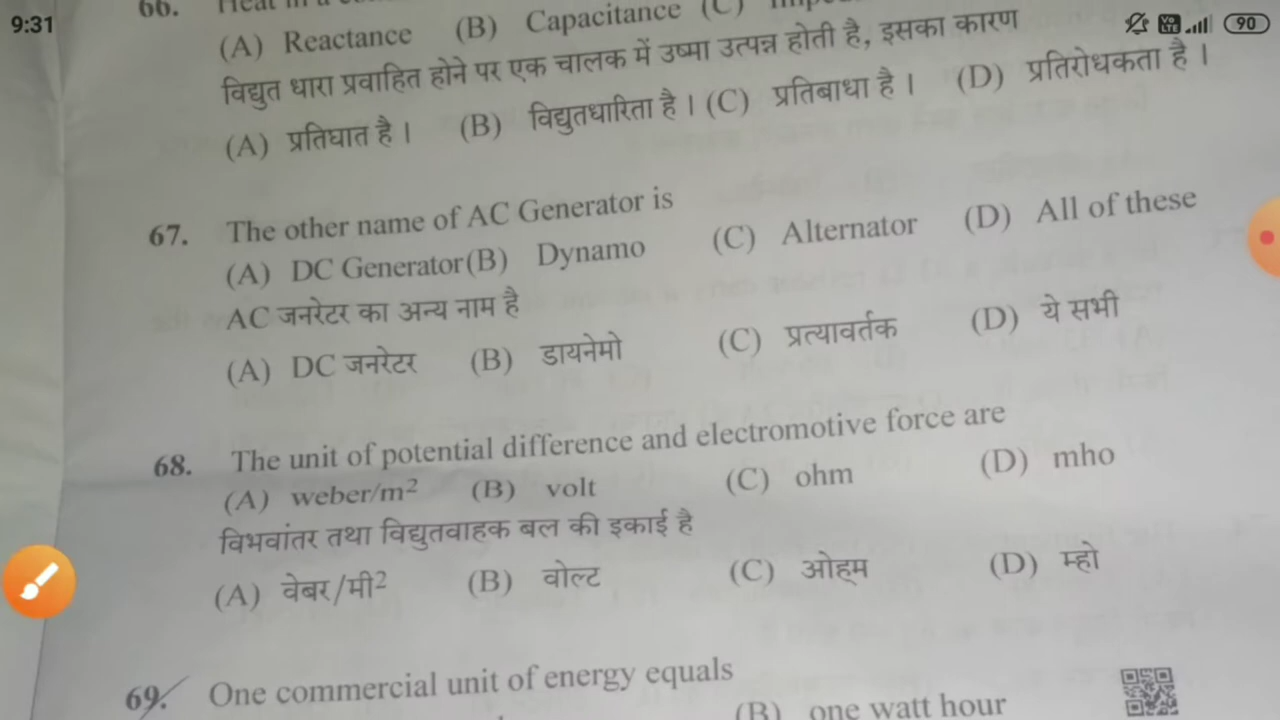 9:31
90
66.
(A) Reactance (B) Capacitance (C)
विद्युत धारा प्रवाहित होने पर एक चालक में उष्मा उत्पन्न होती है, इसका कारण
(A) प्रतिघात है। (B) विद्युतधारिता है। (C) प्रतिबाधा है। (D) प्रतिरोधकता है।
67. The other name of AC Generator is
(A) DC Generator (B) Dynamo (C) Alternator (D) All of these
AC जनरेटर का अन्य नाम है
(A) DC जनरेटर (B) डायनेमो (C) प्रत्यावर्तक (D) ये सभी
68. The unit of potential difference and electromotive force are
(A) weber/m² (B) volt (C) ohm (D) mho
विभवांतर तथा विद्युतवाहक बल की इकाई है
(A) वेबर/मी² (B) वोल्ट (C) ओह्म (D) म्हो
69. One commercial unit of energy equals
(B) one watt hour